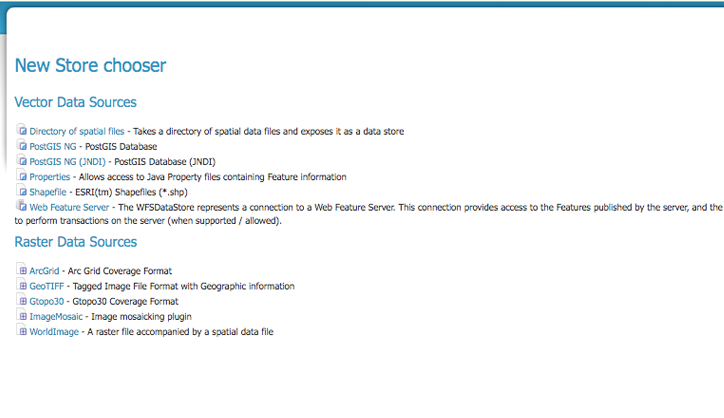 New Store chooser
Vector Data Sources
Directory of spatial files - Takes a directory of spatial data files and exposes it as a data store
PostGIS NG - PostGIS Database
PostGIS NG (JNDI) - PostGIS Database (JNDI)
Properties - Allows access to Java Property files containing Feature information
Shapefile - ESRI(tm) Shapefiles (*.shp)
Web Feature Server - The WFSDataStore represents a connection to a Web Feature Server. This connection provides access to the Features published by the server, and the
to perform transactions on the server (when supported / allowed).
Raster Data Sources
ArcGrid - Arc Grid Coverage Format
GeoTIFF - Tagged Image File Format with Geographic information
Gtopo30 - Gtopo30 Coverage Format
ImageMosaic - Image mosaicking plugin
WorldImage - A raster file accompanied by a spatial data file